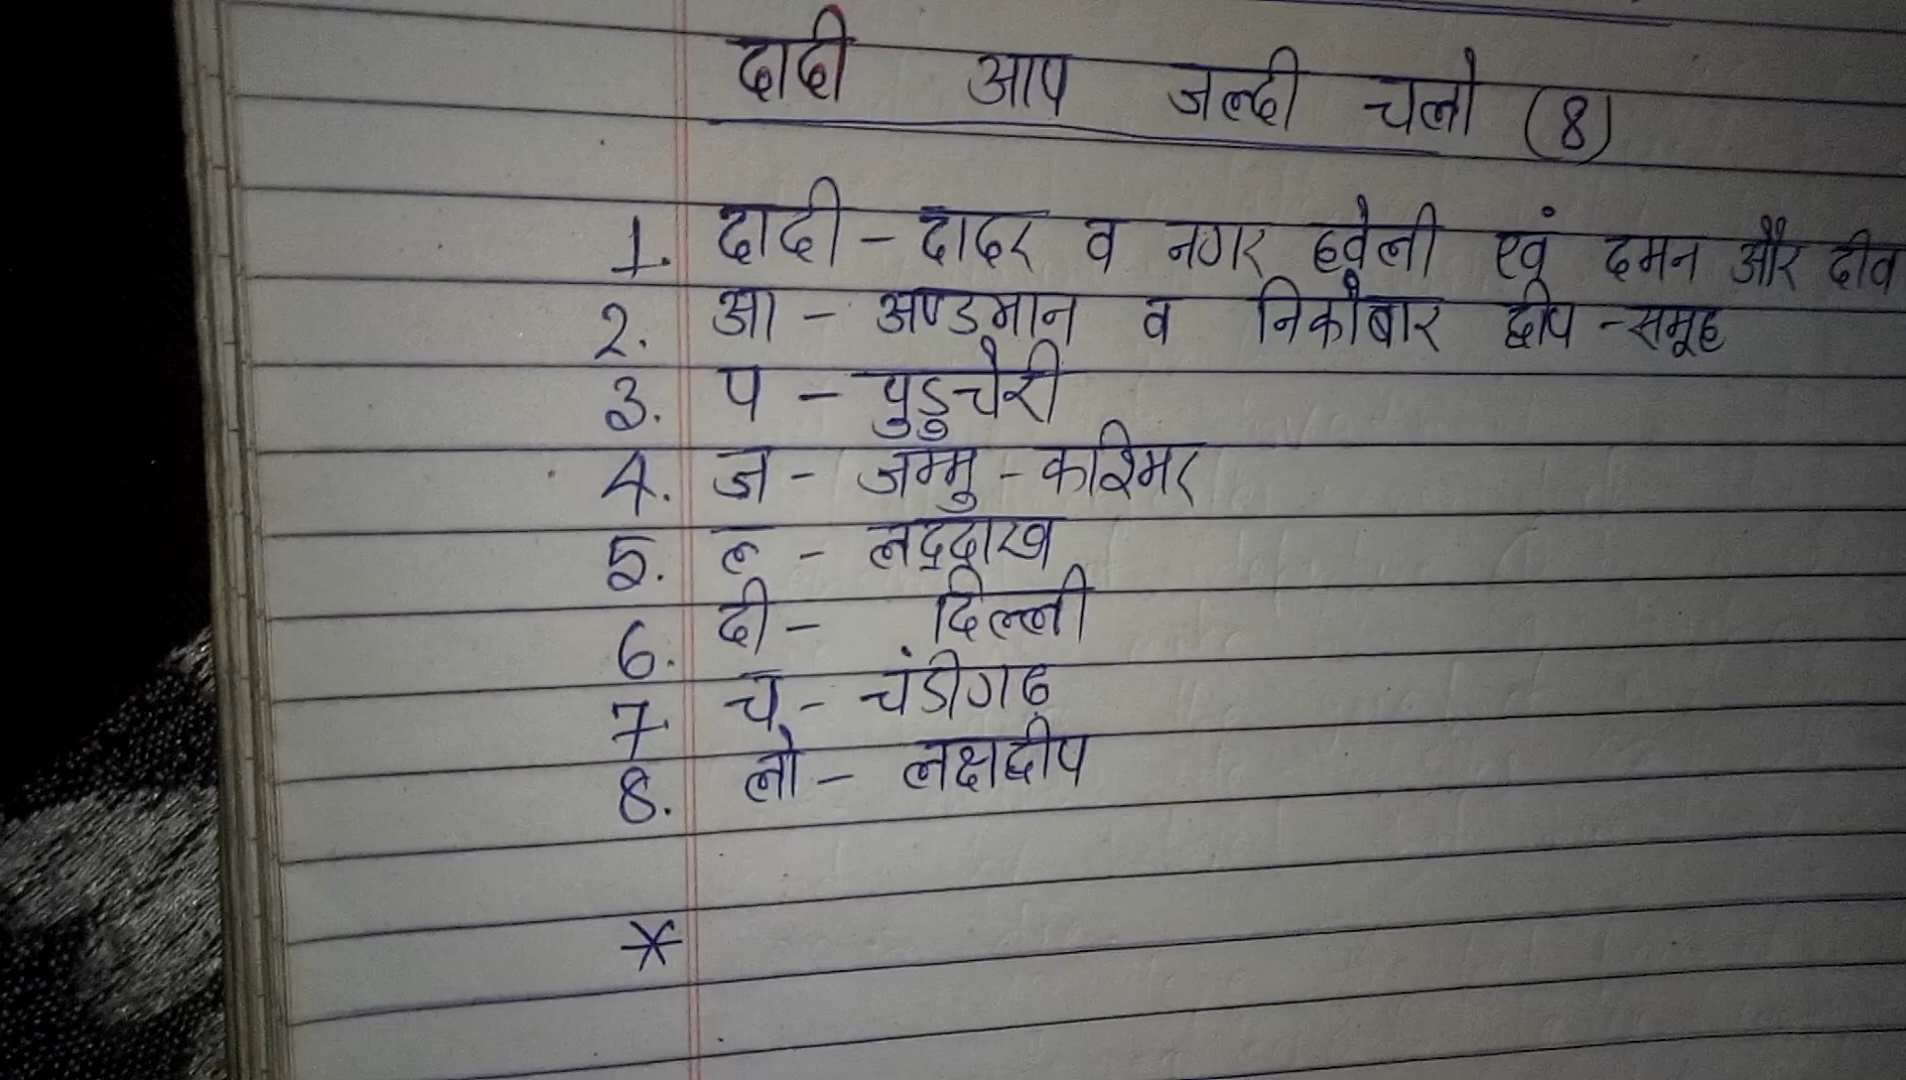 दादी आप जल्दी चलो (8)
1. दादी - दादर व नगर हवेली एवं दमन और दीव
2. आ - अण्डमान व निकोबार द्वीप - समूह
3. प - पुडुचेरी
4. ज - जम्मु - कश्मिर
5. ल - लद्दाख
6. दी - दिल्ली
7. च - चंडीगढ़
8. लो - लक्षद्वीप
*